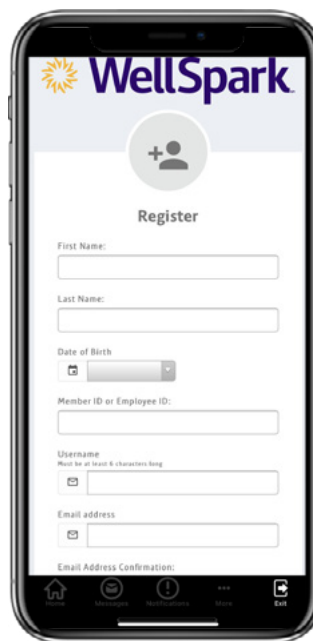 WellSpark
Register
First Name:
Last Name:
Date of Birth
Member ID or Employee ID:
Username
Must be at least 6 characters long
Email address
Email Address Confirmation:
Home Messages Notifications More Exit